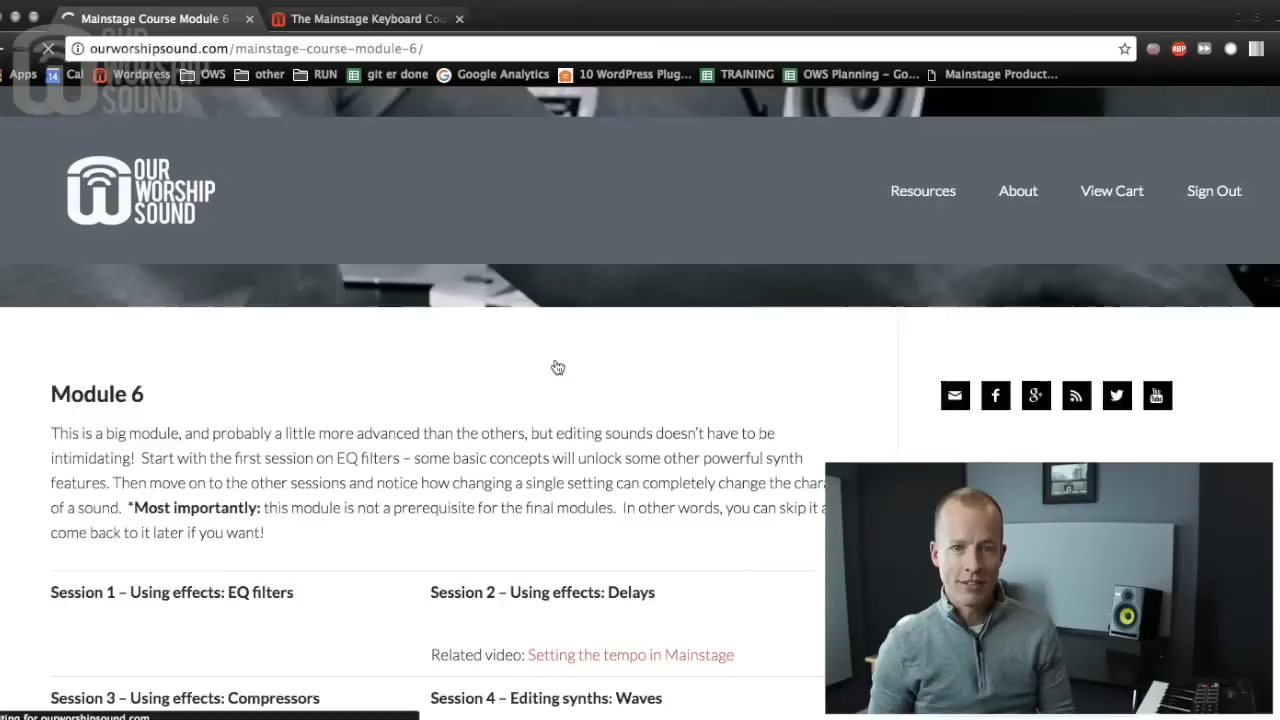 Mainstage Course Module 6
The Mainstage Keyboard Cou
ourworshipsound.com/mainstage-course-module-6/
Apps 14 Cal Wordpress OWS other RUN git er done Google Analytics ABP 10 WordPress Plug... TRAINING OWS Planning – Go... Mainstage Product...
OUR
WORSHIP
SOUND
OUR
WORSHIP
SOUND
Resources About View Cart Sign Out
Module 6
This is a big module, and probably a little more advanced than the others, but editing sounds doesn't have to be
intimidating! Start with the first session on EQ filters – some basic concepts will unlock some other powerful synth
features. Then move on to the other sessions and notice how changing a single setting can completely change the chara
of a sound. *Most importantly: this module is not a prerequisite for the final modules. In other words, you can skip it a
come back to it later if you want!
Session 1 – Using effects: EQ filters
Session 2 – Using effects: Delays
Related video: Setting the tempo in Mainstage
Session 3 – Using effects: Compressors
Session 4 – Editing synths: Waves